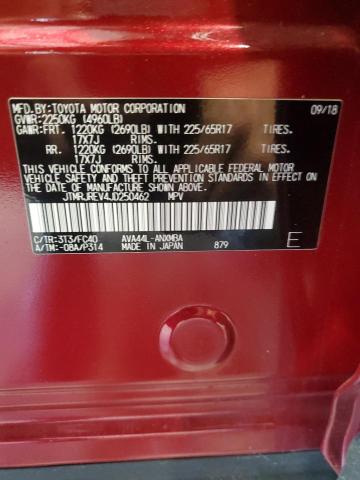 MFD. BY: TOYOTA MOTOR CORPORATION 09/18
GVWR: 2250KG (4960LB)
GAWR: FRT. 1220KG (2690LB) WITH 225/65R17 TIRES.
17X7J RIMS.
RR. 1220KG (2690LB) WITH 225/65R17 TIRES.
17X7J RIMS.
THIS VEHICLE CONFORMS TO ALL APPLICABLE FEDERAL MOTOR
VEHICLE SAFETY, BUMPER, AND THEFT PREVENTION STANDARDS IN
EFFECT ON THE DATE OF MANUFACTURE SHOWN ABOVE.
JTMRJREV4JD250462 MPV
C/TR: 3T3/FC40 AVA44L-ANXMBA
A/TM: -08A/P314 MADE IN JAPAN 879 E